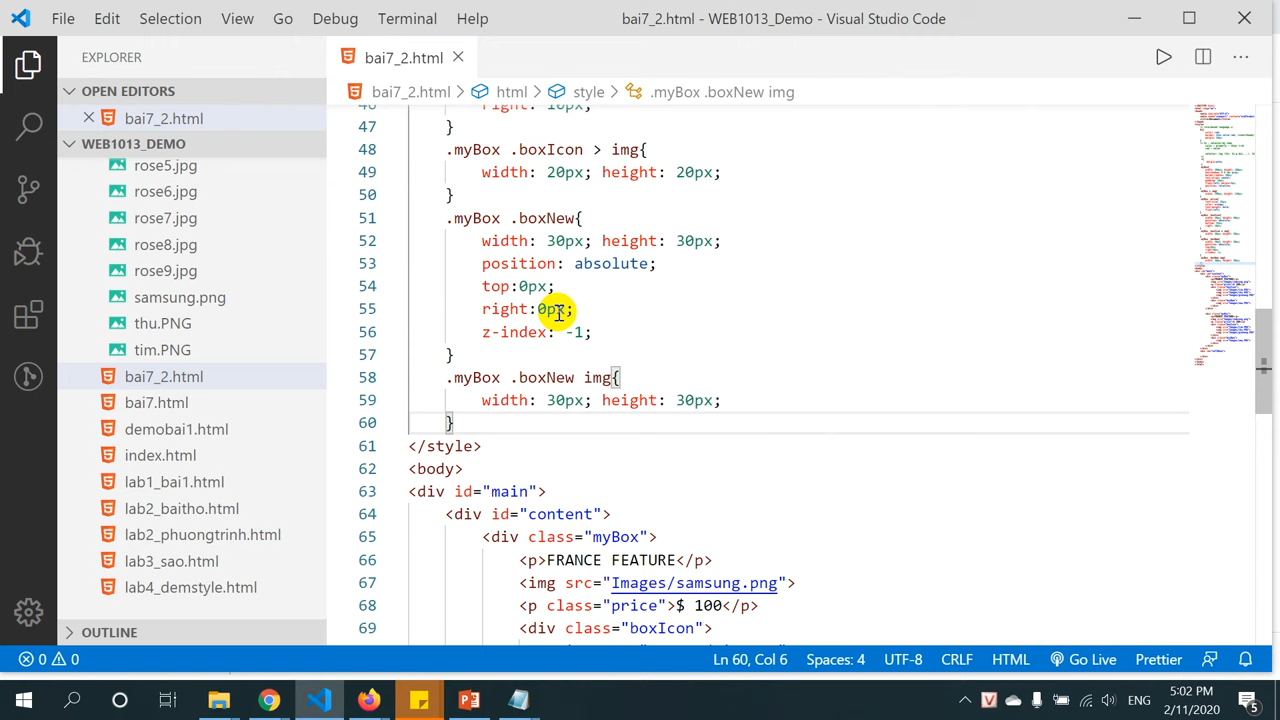 File Edit Selection View Go Debug Terminal Help bai7_2.html - WEB1013_Demo - Visual Studio Code
EXPLORER
OPEN EDITORS
bai7_2.html
WEB1013_DEMO
rose5.jpg
rose6.jpg
rose7.jpg
rose8.jpg
rose9.jpg
samsung.png
thu.PNG
tim.PNG
bai7_2.html
bai7.html
demobai1.html
index.html
lab1_bai1.html
lab2_baitho.html
lab2_phuongtrinh.html
lab3_sao.html
lab4_demstyle.html
OUTLINE
bai7_2.html
bai7_2.html > html > style > .myBox .boxNew img
46 right: 10px;
47 }
48 .myBox .boxIcon > img{
49 width: 20px; height: 20px;
50 }
51 .myBox .boxNew{
52 width: 30px; height: 30px;
53 position: absolute;
54 top:0px;
55 right:0px;
56 z-index: -1;
57 }
58 .myBox .boxNew img{
59 width: 30px; height: 30px;
60 }
61 </style>
62 <body>
63 <div id="main">
64 <div id="content">
65 <div class="myBox">
66 <p>FRANCE FEATURE</p>
67 <img src="Images/samsung.png">
68 <p class="price">$ 100</p>
69 <div class="boxIcon">
0 0 Ln 60, Col 6 Spaces: 4 UTF-8 CRLF HTML Go Live Prettier
ENG 5:02 PM
2/11/2020 5